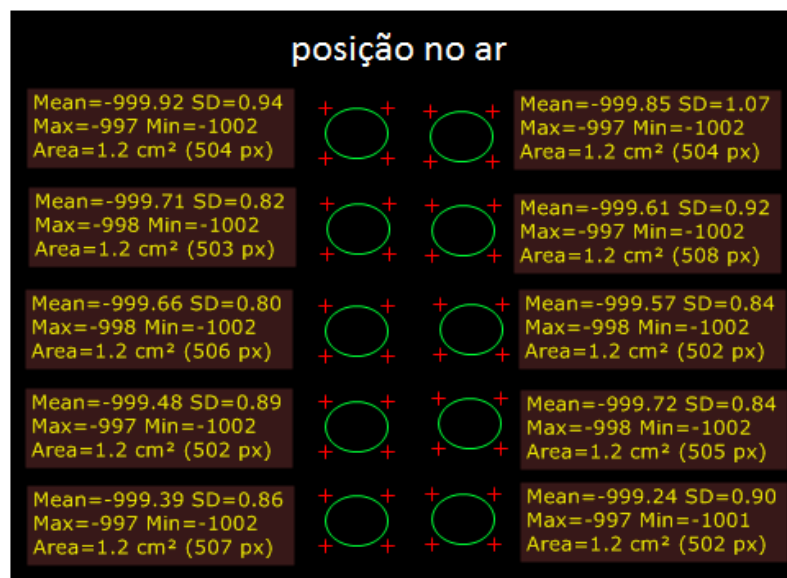 posição no ar
Mean=-999.92 SD=0.94
Max=-997 Min=-1002
Area=1.2 cm² (504 px)
Mean=-999.85 SD=1.07
Max=-997 Min=-1002
Area=1.2 cm² (504 px)
Mean=-999.71 SD=0.82
Max=-998 Min=-1002
Area=1.2 cm² (503 px)
Mean=-999.61 SD=0.92
Max=-997 Min=-1002
Area=1.2 cm² (508 px)
Mean=-999.66 SD=0.80
Max=-998 Min=-1002
Area=1.2 cm² (506 px)
Mean=-999.57 SD=0.84
Max=-998 Min=-1002
Area=1.2 cm² (502 px)
Mean=-999.48 SD=0.89
Max=-997 Min=-1002
Area=1.2 cm² (502 px)
Mean=-999.72 SD=0.84
Max=-998 Min=-1002
Area=1.2 cm² (505 px)
Mean=-999.39 SD=0.86
Max=-997 Min=-1002
Area=1.2 cm² (507 px)
Mean=-999.24 SD=0.90
Max=-997 Min=-1001
Area=1.2 cm² (502 px)